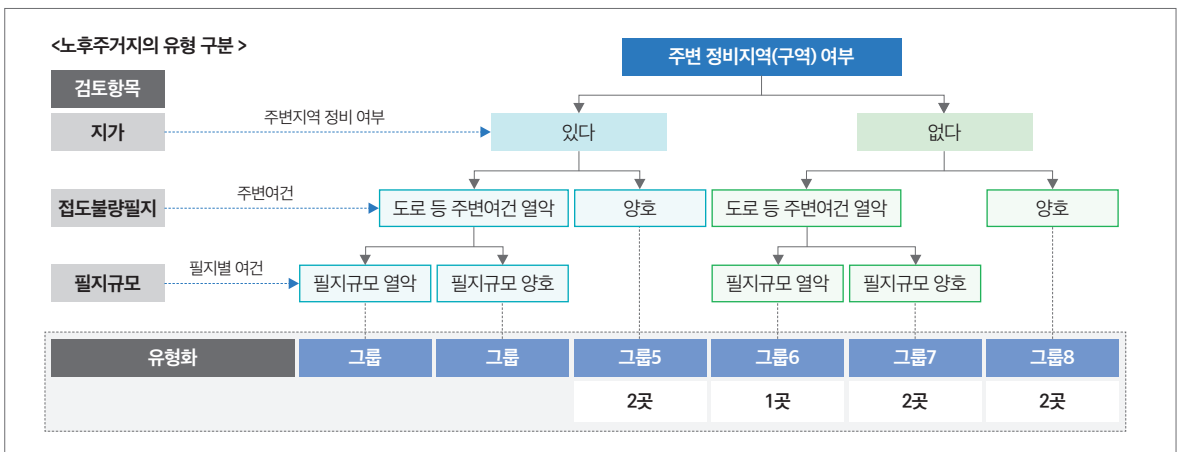 <노후주거지의 유형 구분 >
주변 정비지역(구역) 여부
검토항목
지가
주변지역 정비 여부
있다
없다
접도불량필지
주변여건
도로 등 주변여건 열악
양호
도로 등 주변여건 열악
양호
필지규모
필지별 여건
필지규모 열악
필지규모 양호
필지규모 열악
필지규모 양호
유형화
그룹
그룹
그룹5
그룹6
그룹7
그룹8
2곳
1곳
2곳
2곳